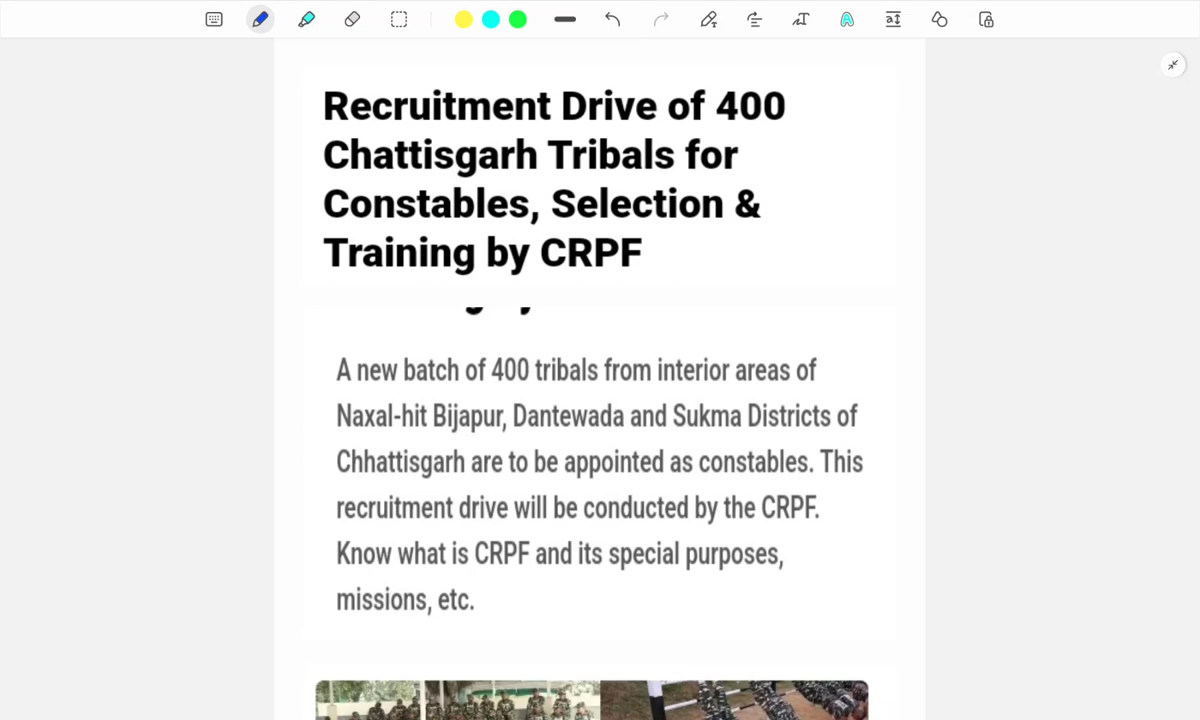 Recruitment Drive of 400
Chattisgarh Tribals for
Constables, Selection &
Training by CRPF
A new batch of 400 tribals from interior areas of
Naxal-hit Bijapur, Dantewada and Sukma Districts of
Chhattisgarh are to be appointed as constables. This
recruitment drive will be conducted by the CRPF.
Know what is CRPF and its special purposes,
missions, etc.